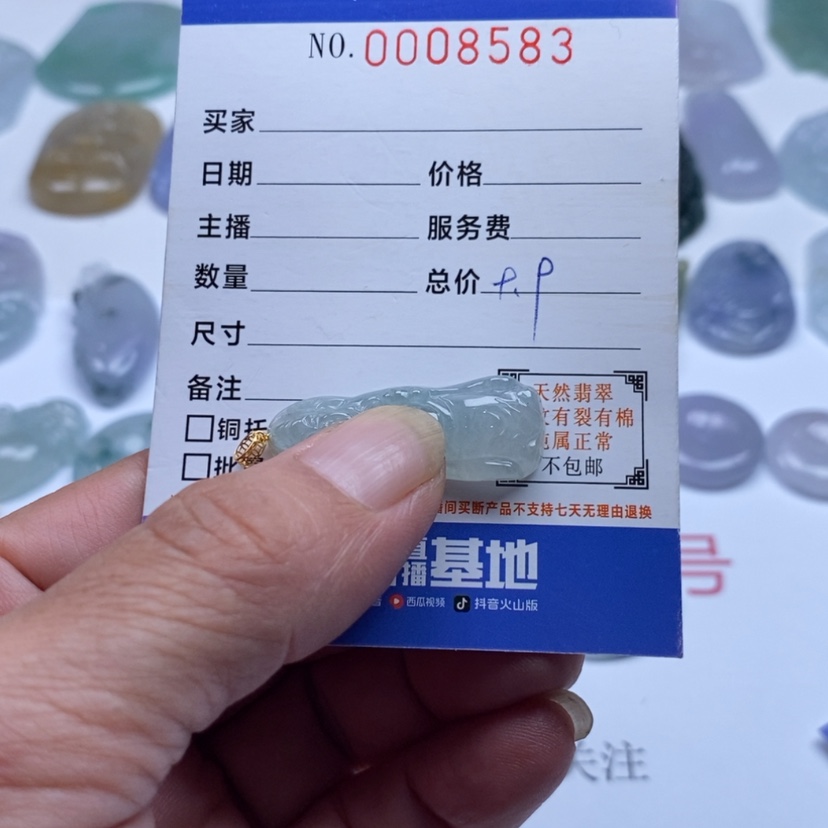 NO.0008583
买家
日期 价格
主播 服务费
数量 总价
尺寸
备注
天然翡翠
铜托 有裂有棉
属正常
不包邮
买断产品不支持七天无理由退换
播 基地
西瓜视频 抖音火山版
号
关注